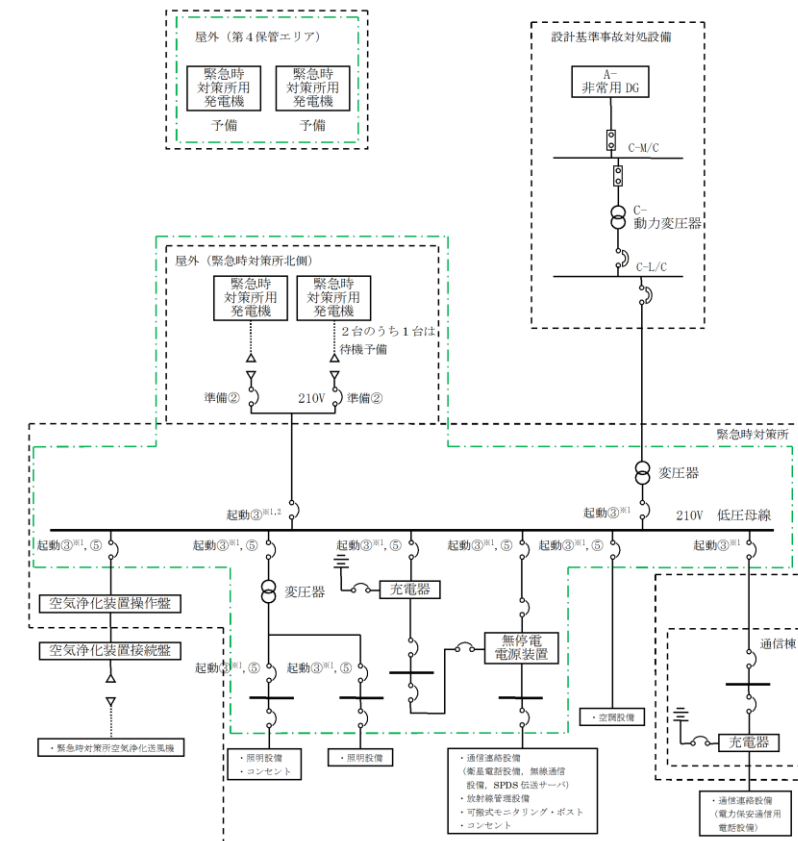 屋外（第４保管エリア）
緊急時
対策所用
発電機
緊急時
対策所用
発電機
予備
予備
設計基準事故対処設備
A-
非常用 DG
C-M/C
C-
動力変圧器
C-L/C
屋外（緊急時対策所北側）
緊急時
対策所用
発電機
緊急時
対策所用
発電機
２台のうち１台は
待機予備
準備②
210V
準備②
緊急時対策所
変圧器
起動③※1,2
起動③※1
210V 低圧母線
起動③※1, ⑤
起動③※1, ⑤
起動③※1, ⑤
起動③※1, ⑤
起動③※1, ⑤
起動③※1
変圧器
充電器
空気浄化装置操作盤
空気浄化装置接続盤
無停電
電源装置
通信棟
起動③※1, ⑤
起動③※1, ⑤
・空調設備
充電器
・緊急時対策所空気浄化送風機
・照明設備
・コンセント
・照明設備
・通信連絡設備
（衛星電話設備，無線通信
設備，SPDS 伝送サーバ）
・放射線管理設備
・可搬式モニタリング・ポスト
・コンセント
・通信連絡設備
（電力保安通信用
電話設備）